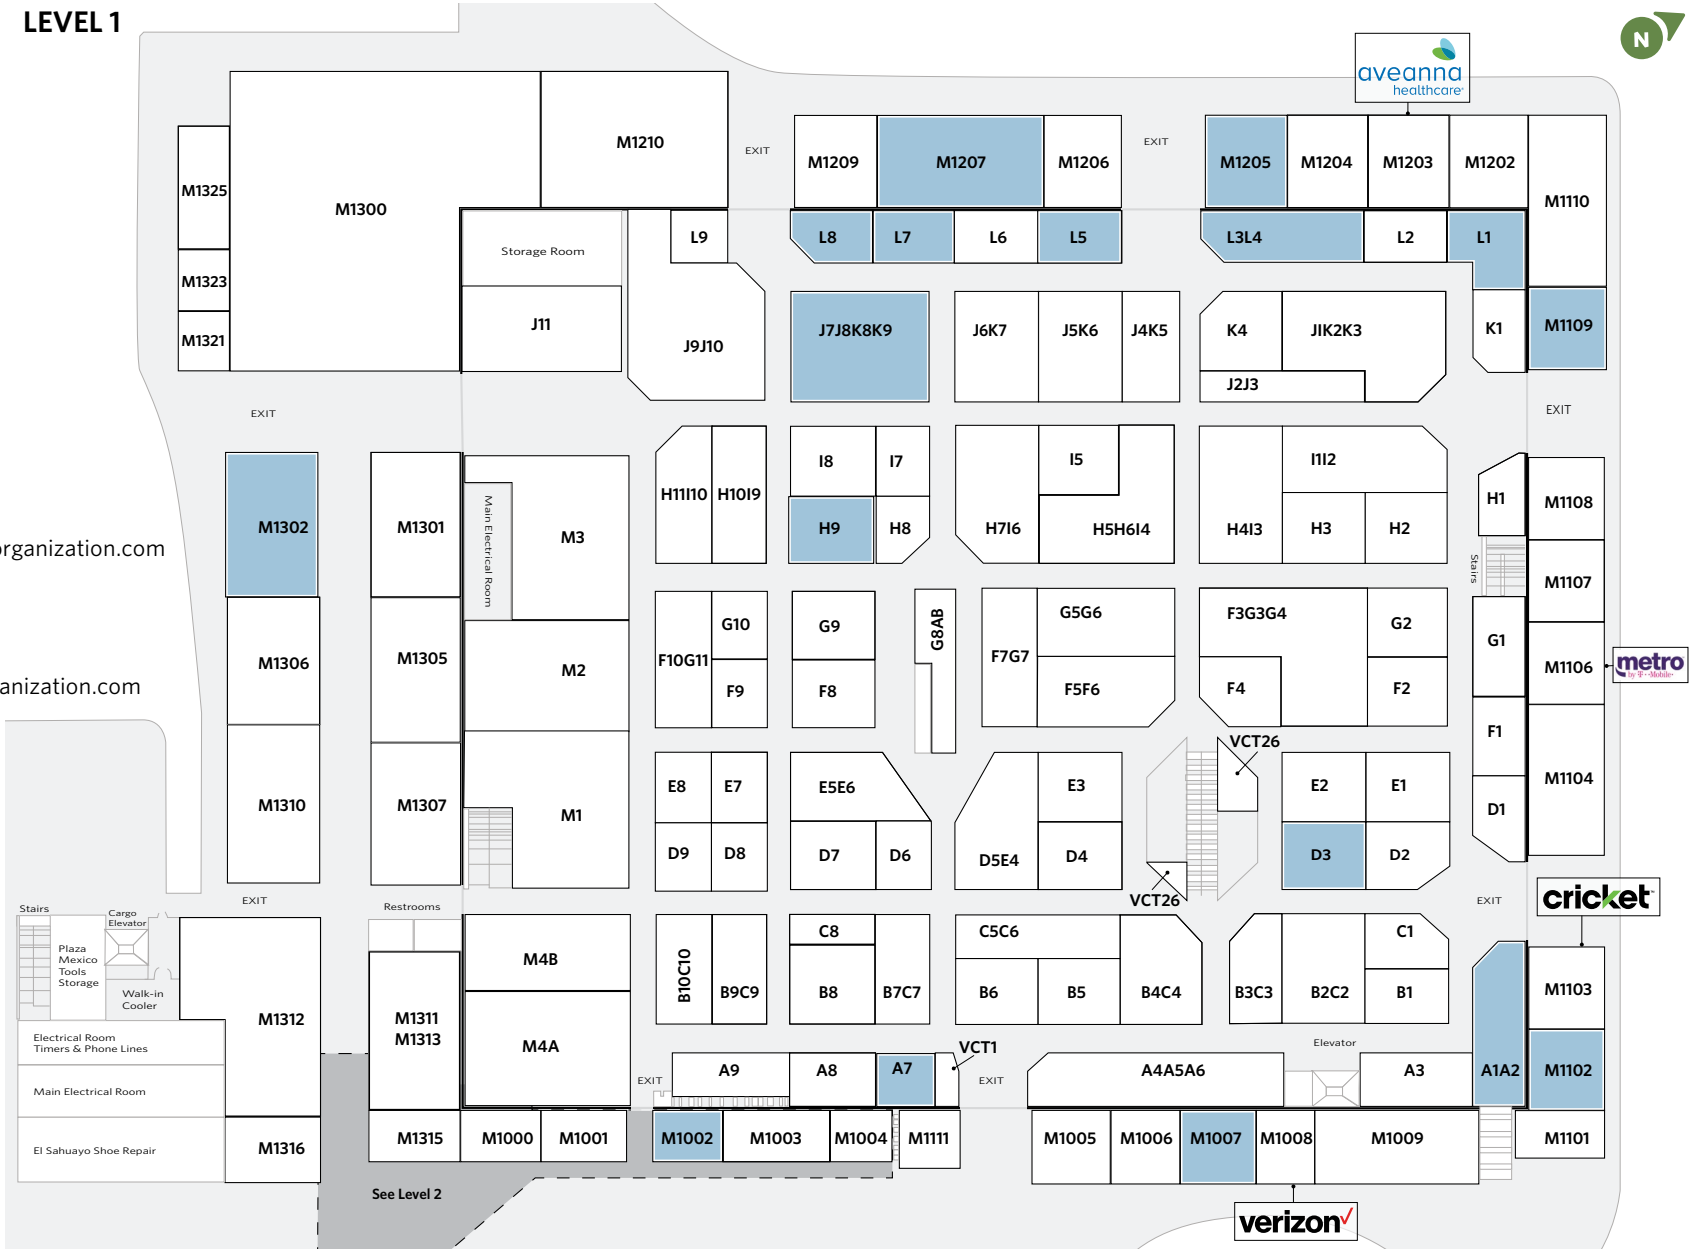 LEVEL 1
N
aveanna
healthcare
M1210
EXIT
M1209
M1207
M1206
EXIT
M1205
M1204
M1203
M1202
M1325
M1300
M1110
L9
L8
L7
L6
L5
L3L4
L2
L1
Storage Room
M1323
J11
M1321
J9J10
J7J8K8K9
J6K7
J5K6
J4K5
K4
J1K2K3
K1
M1109
J2J3
EXIT
EXIT
I8
I7
I5
I1I2
H11I10
H10I9
H1
M1108
M1302
M1301
Main Electrical Room
M3
H9
H8
H7I6
H5H6I4
H4I3
H3
H2
rganization.com
Stairs
M1107
G10
G9
G8AB
G5G6
F3G3G4
G2
G1
M1306
M1305
M2
F10G11
F7G7
M1106
metro
by T-Mobile
anization.com
F9
F8
F5F6
F4
F2
F1
VCT26
M1310
M1307
M1
E8
E7
E5E6
E3
E2
E1
M1104
D1
D9
D8
D7
D6
D5E4
D4
D3
D2
VCT26
EXIT
Restrooms
EXIT
cricket
Stairs
Cargo
Elevator
Plaza
Mexico
Tools
Storage
Walk-in
Cooler
M4B
C8
C5C6
C1
M1312
M1311
M1313
B10C10
B9C9
B8
B7C7
B6
B5
B4C4
B3C3
B2C2
B1
M1103
Electrical Room
Timers & Phone Lines
M4A
VCT1
Elevator
Main Electrical Room
EXIT
A9
A8
A7
EXIT
A4A5A6
A3
A1A2
M1102
El Sahuayo Shoe Repair
M1316
M1315
M1000
M1001
M1002
M1003
M1004
M1111
M1005
M1006
M1007
M1008
M1009
M1101
See Level 2
verizon